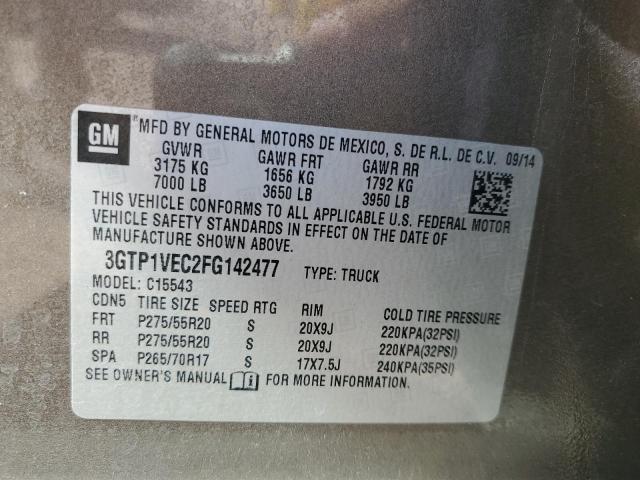 GM
MFD BY GENERAL MOTORS DE MEXICO, S. DE R.L. DE C.V. 09/14
GVWR GAWR FRT GAWR RR
3175 KG 1656 KG 1792 KG
7000 LB 3650 LB 3950 LB
THIS VEHICLE CONFORMS TO ALL APPLICABLE U.S. FEDERAL MOTOR
VEHICLE SAFETY STANDARDS IN EFFECT ON THE DATE OF
MANUFACTURE SHOWN ABOVE.
3GTP1VEC2FG142477 TYPE: TRUCK
MODEL: C15543
CDN5 TIRE SIZE SPEED RTG RIM COLD TIRE PRESSURE
FRT P275/55R20 S 20X9J 220KPA(32PSI)
RR P275/55R20 S 20X9J 220KPA(32PSI)
SPA P265/70R17 S 17X7.5J 240KPA(35PSI)
SEE OWNER'S MANUAL FOR MORE INFORMATION.